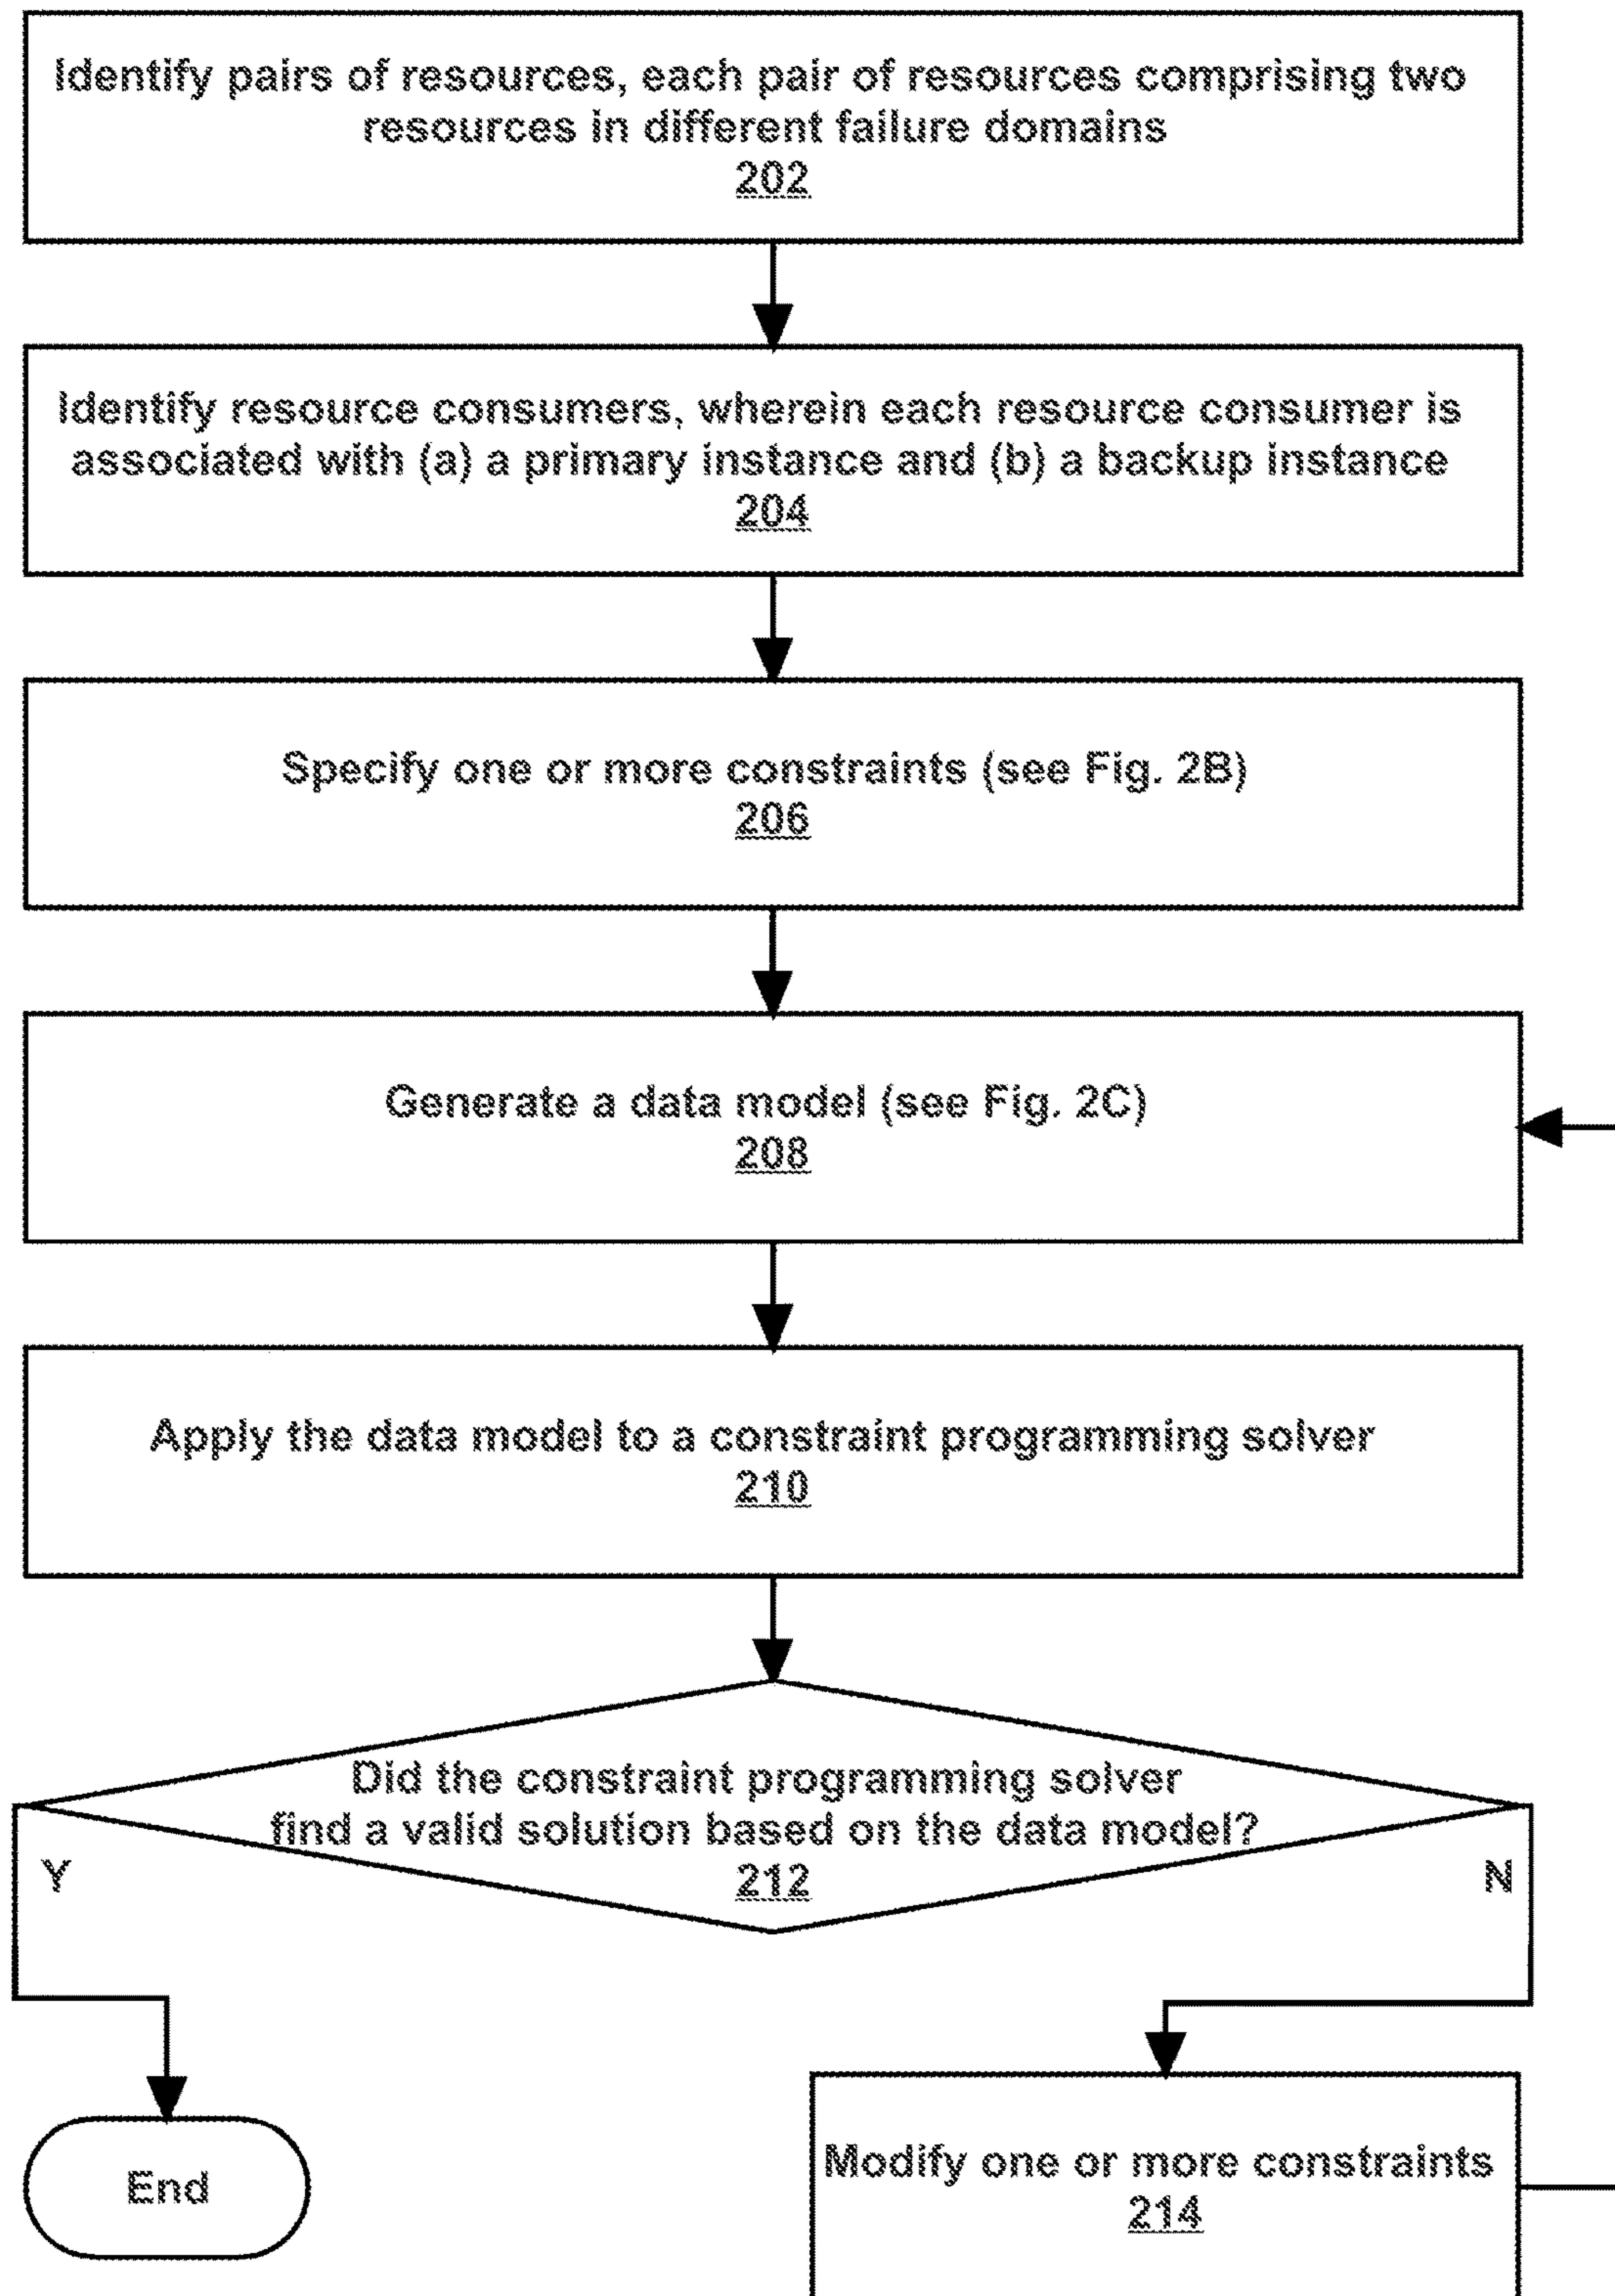 Identify pairs of resources, each pair of resources comprising two
resources in different failure domains
202
Identify resource consumers, wherein each resource consumer is
associated with (a) a primary instance and (b) a backup instance
204
Specify one or more constraints (see Fig. 2B)
206
Generate a data model (see Fig. 2C)
208
Apply the data model to a constraint programming solver
210
Did the constraint programming solver
find a valid solution based on the data model?
212
Y
N
End
Modify one or more constraints
214